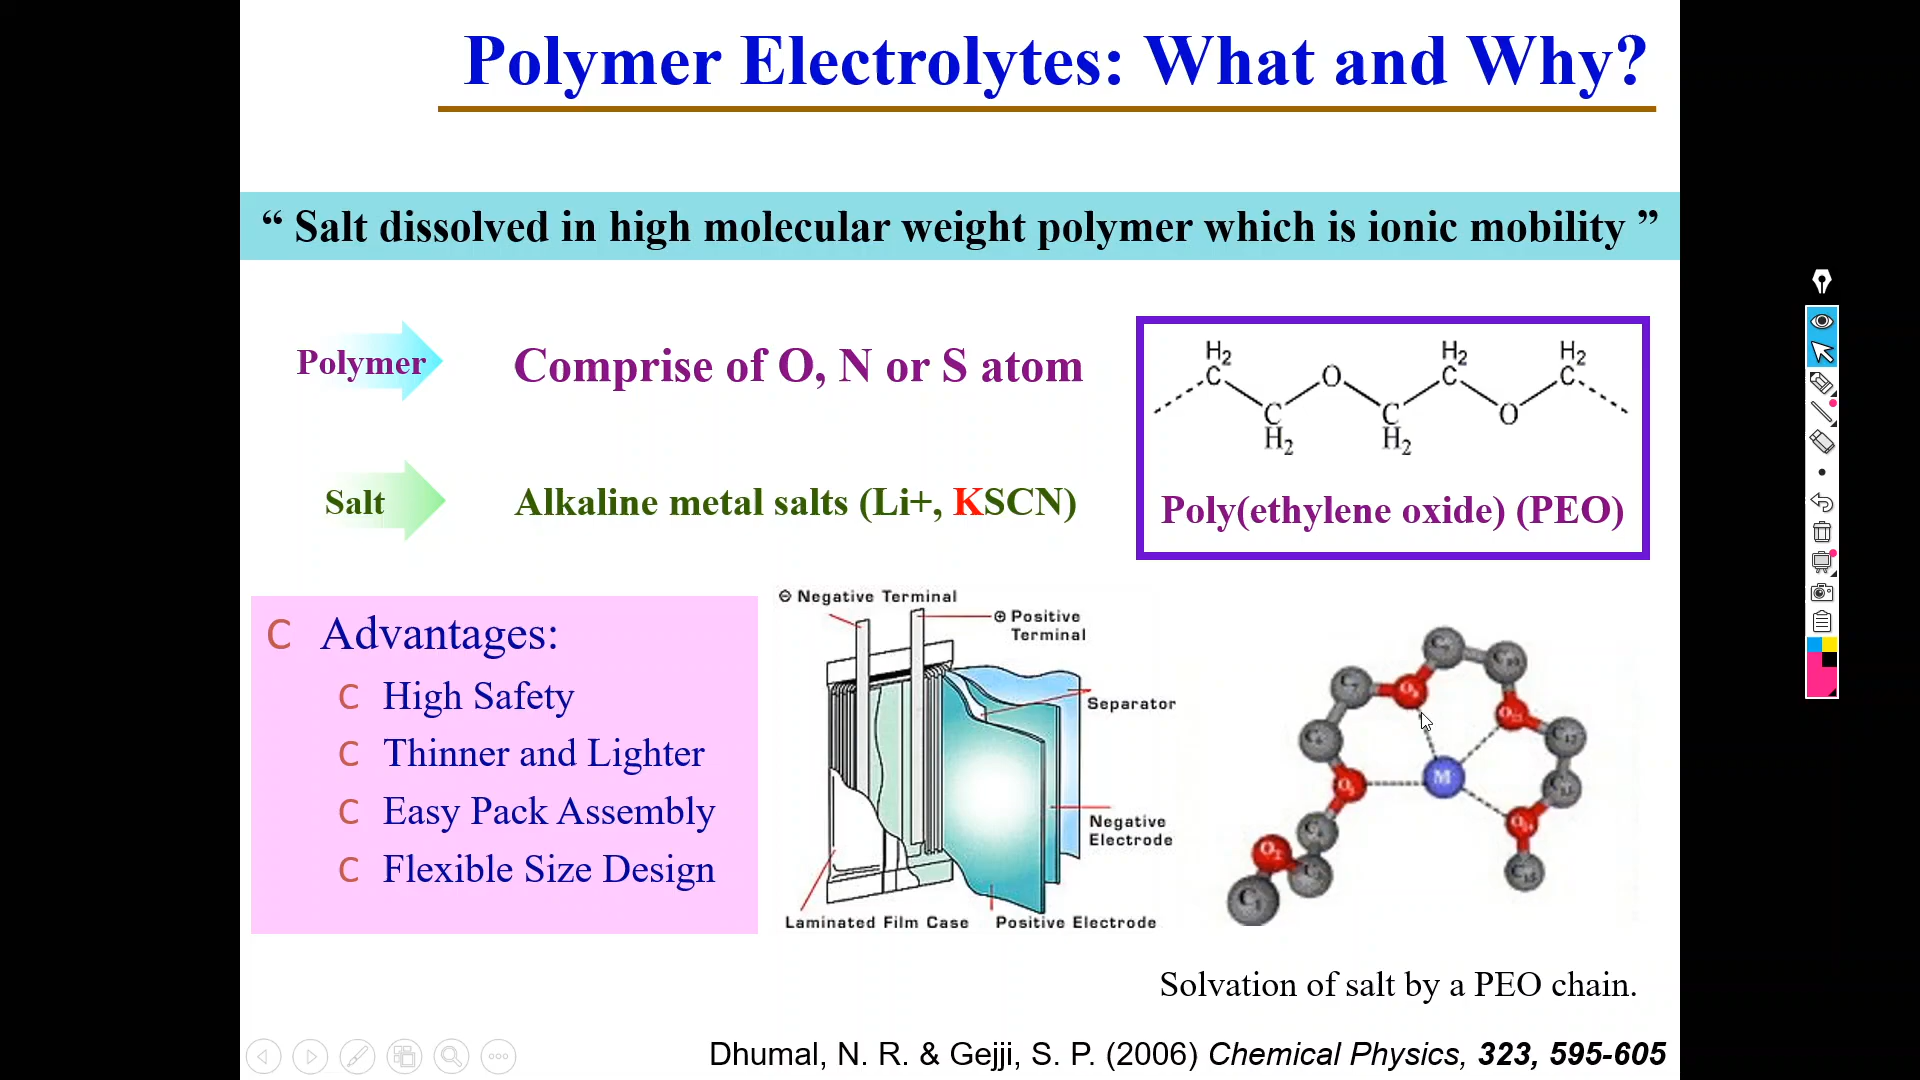 Polymer Electrolytes: What and Why?
“ Salt dissolved in high molecular weight polymer which is ionic mobility ”
Polymer
Comprise of O, N or S atom
H2 H2 H2
C O C C
C C O
H2 H2
Poly(ethylene oxide) (PEO)
Salt
Alkaline metal salts (Li+, KSCN)
C Advantages:
C High Safety
C Thinner and Lighter
C Easy Pack Assembly
C Flexible Size Design
⊖ Negative Terminal
⊕ Positive
Terminal
Separator
Negative
Electrode
Laminated Film Case
Positive Electrode
M
O2
C1
Solvation of salt by a PEO chain.
Dhumal, N. R. & Gejji, S. P. (2006) Chemical Physics, 323, 595-605